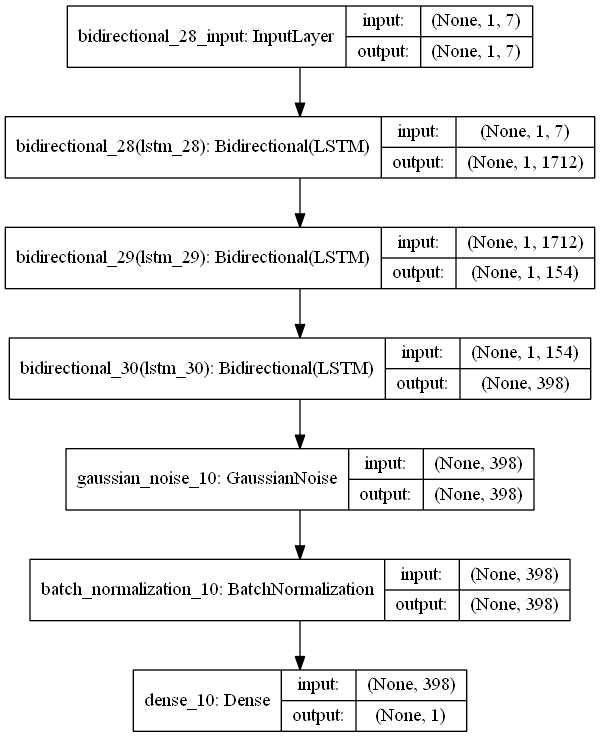 bidirectional_28_input: InputLayer
input: (None, 1, 7)
output: (None, 1, 7)
bidirectional_28(lstm_28): Bidirectional(LSTM)
input: (None, 1, 7)
output: (None, 1, 1712)
bidirectional_29(lstm_29): Bidirectional(LSTM)
input: (None, 1, 1712)
output: (None, 1, 154)
bidirectional_30(lstm_30): Bidirectional(LSTM)
input: (None, 1, 154)
output: (None, 398)
gaussian_noise_10: GaussianNoise
input: (None, 398)
output: (None, 398)
batch_normalization_10: BatchNormalization
input: (None, 398)
output: (None, 398)
dense_10: Dense
input: (None, 398)
output: (None, 1)